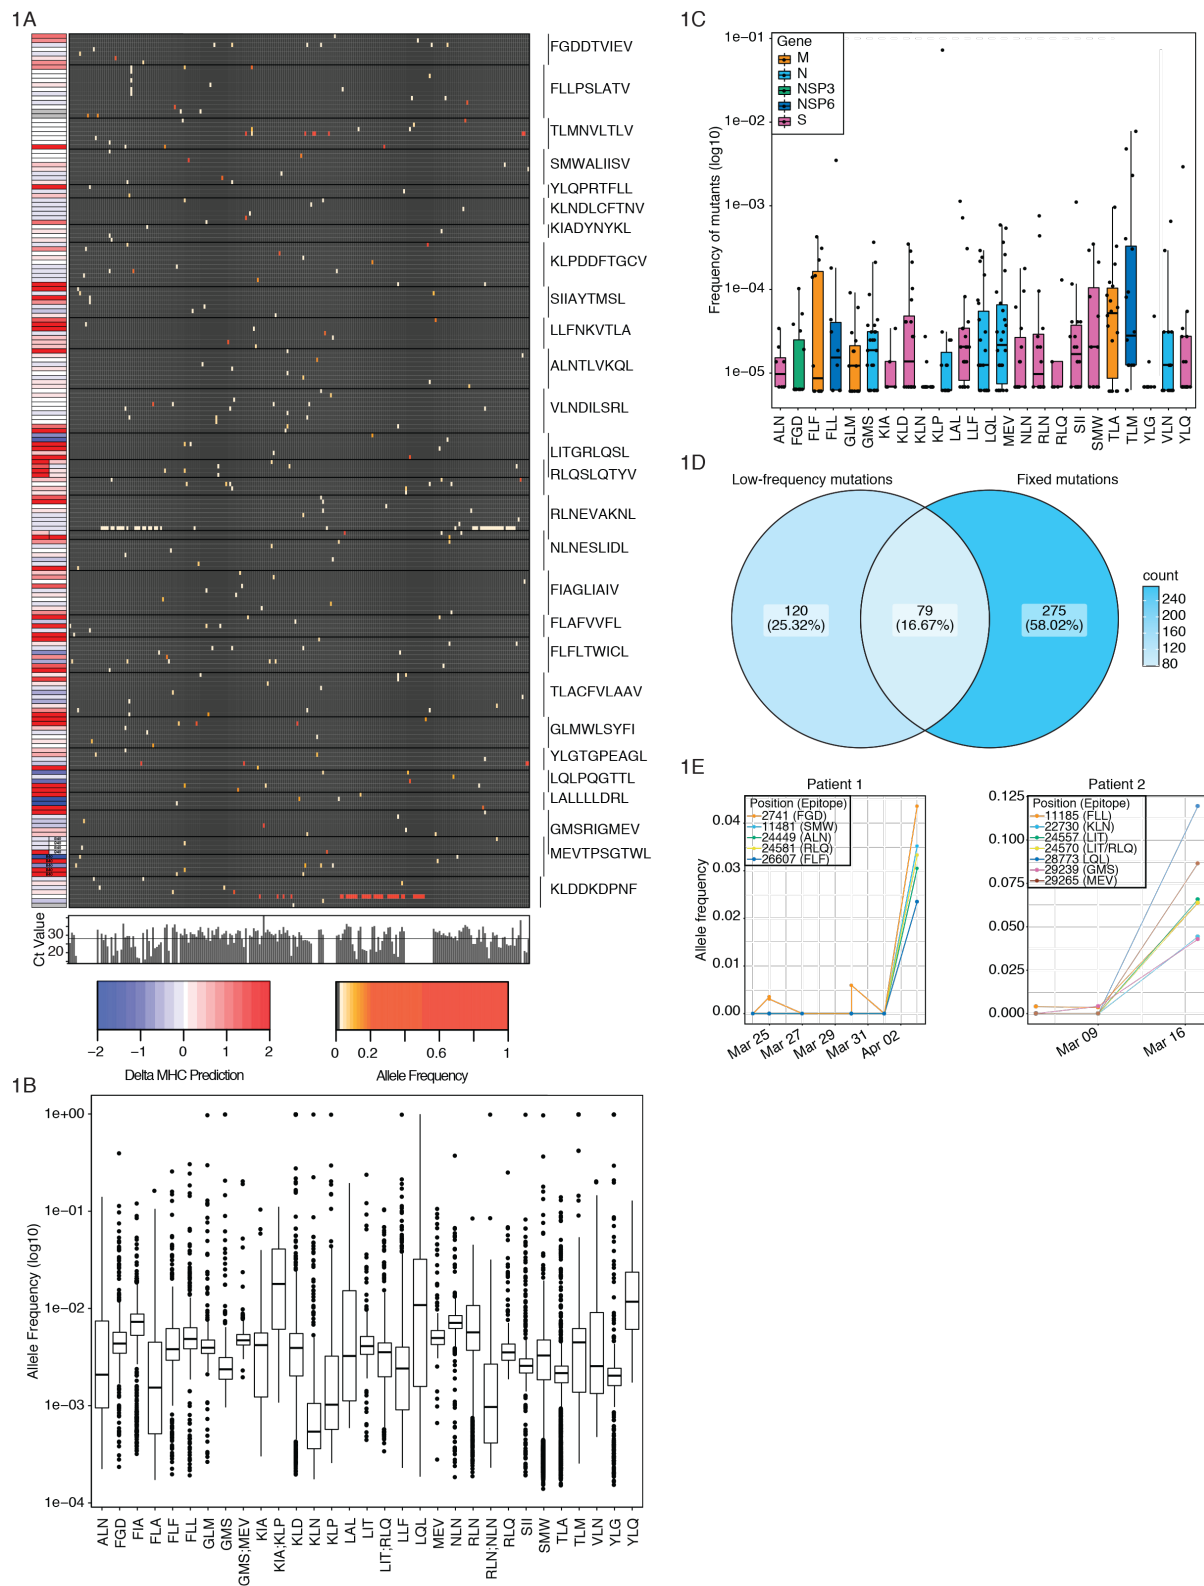 1A
FGDDTVIEV
FLLPSLATV
TLMNVLTLV
SMWALIISV
YLQPRTFLL
KLNDLCFTNV
KIADYNYKL
KLPDDFTGCV
SIIAYTMSL
LLFNKVTLA
ALNTLVKQL
VLNDILSRL
LITGRLQSL
RLQSLQTYV
RLNEVAKNL
NLNESLIDL
FIAGLIAIV
FLAFVVFL
FLFLTWICL
TLACFVLAAV
GLMWLSYFI
YLGTGPEAGL
LQLPQGTTL
LALLLLDRL
GMSRIGMEV
MEVTPSGTWL
KLDDKDPNF
Ct Value
30
20
−2 −1 0 1 2
Delta MHC Prediction
0 0.2 0.6 1
Allele Frequency
1B
Allele Frequency (log10)
1e+00
1e−01
1e−02
1e−03
1e−04
ALN FGD FIA FLA FLF FLL GLM GMS GMS;MEV KIA KIA;KLP KLD KLN KLP LAL LIT LIT;RLQ LLF LQL MEV NLN RLN RLN;NLN RLQ SII SMW TLA TLM VLN YLG YLQ
1C
Frequency of mutants (log10)
1e−01
1e−02
1e−03
1e−04
1e−05
Gene
M
N
NSP3
NSP6
S
ALN FGD FLF FLL GLM GMS KIA KLD KLN KLP LAL LLF LQL MEV NLN RLN RLQ SII SMW TLA TLM YLG VLN YLQ
1D
Low-frequency mutations Fixed mutations
120
(25.32%)
79
(16.67%)
275
(58.02%)
count
240
200
160
120
80
1E
Patient 1
Allele frequency
0.04
0.03
0.02
0.01
0.00
Position (Epitope)
2741 (FGD)
11481 (SMW)
24449 (ALN)
24581 (RLQ)
26607 (FLF)
Mar 25 Mar 27 Mar 29 Mar 31 Apr 02
Patient 2
0.125
0.100
0.075
0.050
0.025
0.000
Position (Epitope)
11185 (FLL)
22730 (KLN)
24557 (LIT)
24570 (LIT/RLQ)
28773 LQL)
29239 (GMS)
29265 (MEV)
Mar 09 Mar 16